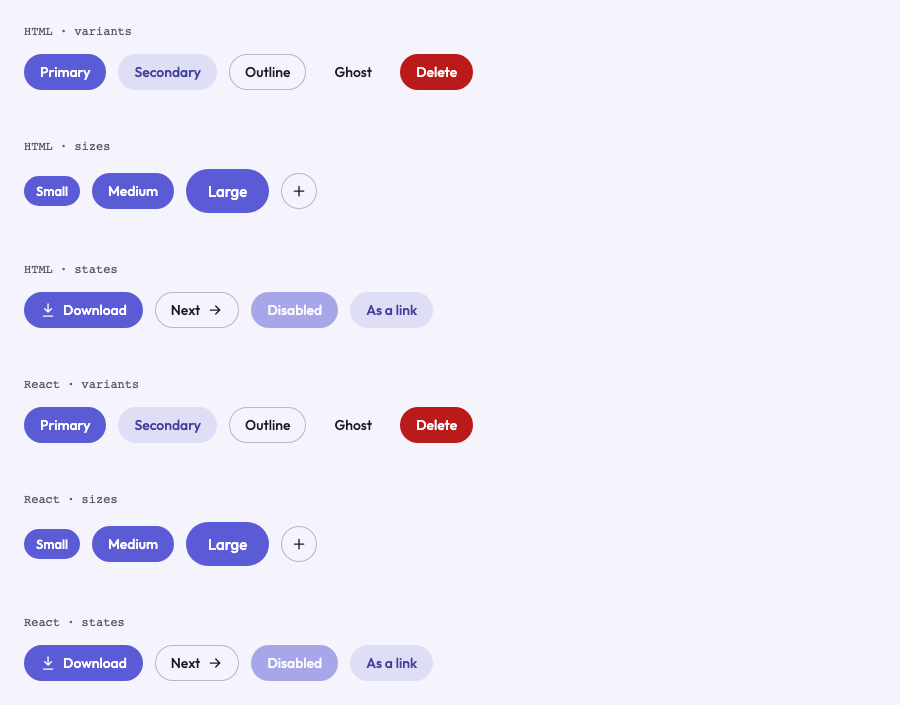 HTML · variants
Primary Secondary Outline Ghost Delete
HTML · sizes
Small Medium Large +
HTML · states
Download Next → Disabled As a link
React · variants
Primary Secondary Outline Ghost Delete
React · sizes
Small Medium Large +
React · states
Download Next → Disabled As a link